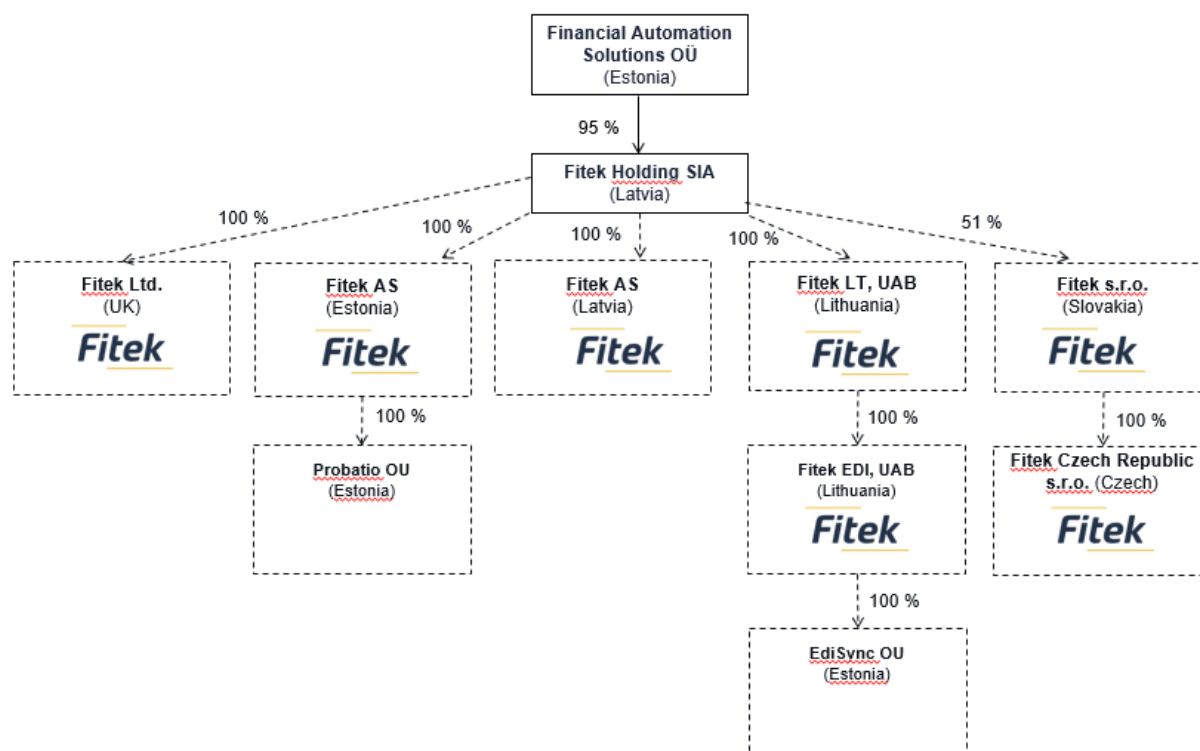 Financial Automation
Solutions OÜ
(Estonia)
95 %
Fitek Holding SIA
(Latvia)
100 %
100 %
100 %
100 %
51 %
Fitek Ltd.
(UK)
Fitek
Fitek AS
(Estonia)
Fitek
Fitek AS
(Latvia)
Fitek
Fitek LT, UAB
(Lithuania)
Fitek
Fitek s.r.o.
(Slovakia)
Fitek
100 %
100 %
100 %
Probatio OU
(Estonia)
Fitek EDI, UAB
(Lithuania)
Fitek
Fitek Czech Republic
s.r.o. (Czech)
Fitek
100 %
EdiSync OU
(Estonia)